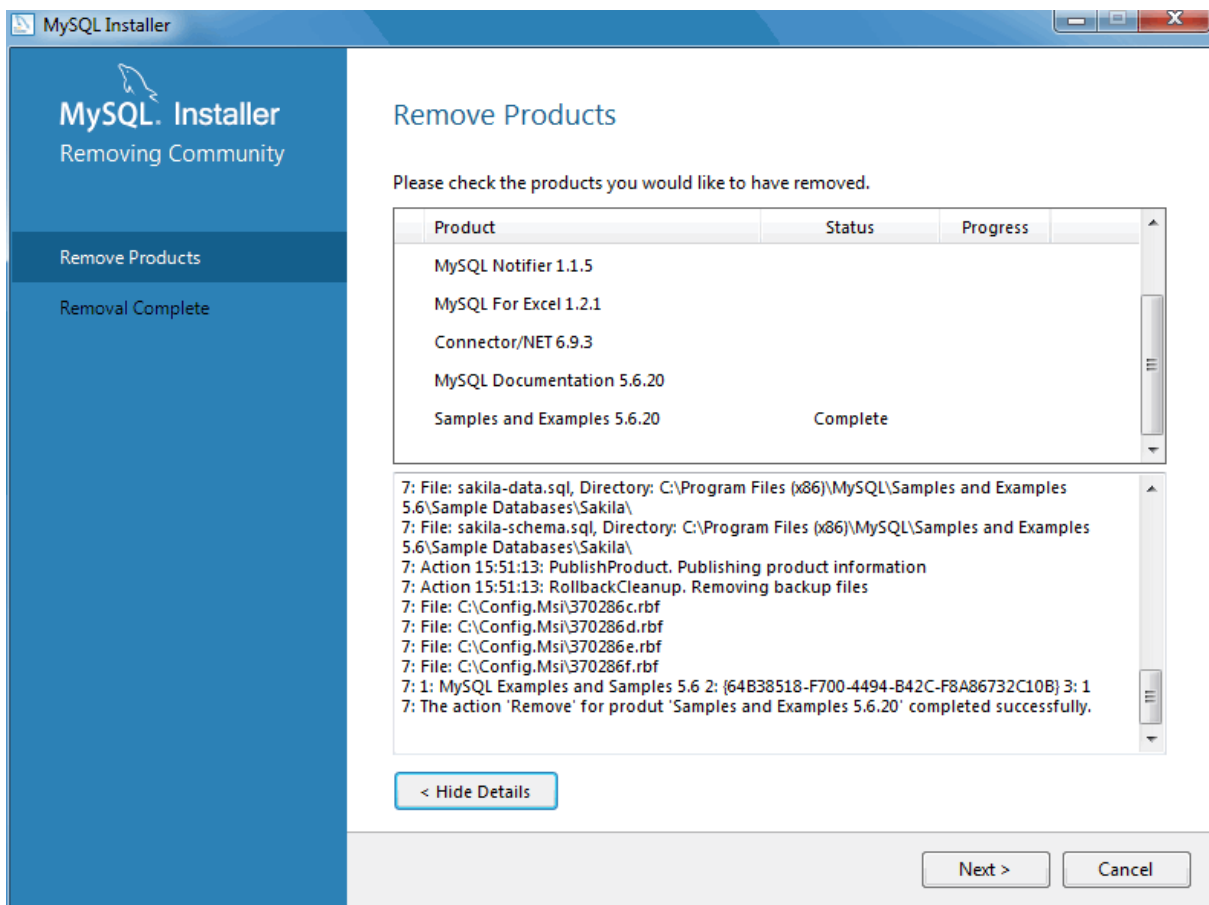 MySQL Installer
MySQL. Installer
Removing Community
Remove Products
Removal Complete
Remove Products
Please check the products you would like to have removed.
Product Status Progress
MySQL Notifier 1.1.5
MySQL For Excel 1.2.1
Connector/NET 6.9.3
MySQL Documentation 5.6.20
Samples and Examples 5.6.20 Complete
7: File: sakila-data.sql, Directory: C:\Program Files (x86)\MySQL\Samples and Examples
5.6\Sample Databases\Sakila\
7: File: sakila-schema.sql, Directory: C:\Program Files (x86)\MySQL\Samples and Examples
5.6\Sample Databases\Sakila\
7: Action 15:51:13: PublishProduct. Publishing product information
7: Action 15:51:13: RollbackCleanup. Removing backup files
7: File: C:\Config.Msi\370286c.rbf
7: File: C:\Config.Msi\370286d.rbf
7: File: C:\Config.Msi\370286e.rbf
7: File: C:\Config.Msi\370286f.rbf
7: 1: MySQL Examples and Samples 5.6 2: {64B38518-F700-4494-B42C-F8A86732C10B} 3: 1
7: The action 'Remove' for produt 'Samples and Examples 5.6.20' completed successfully.
< Hide Details
Next >
Cancel